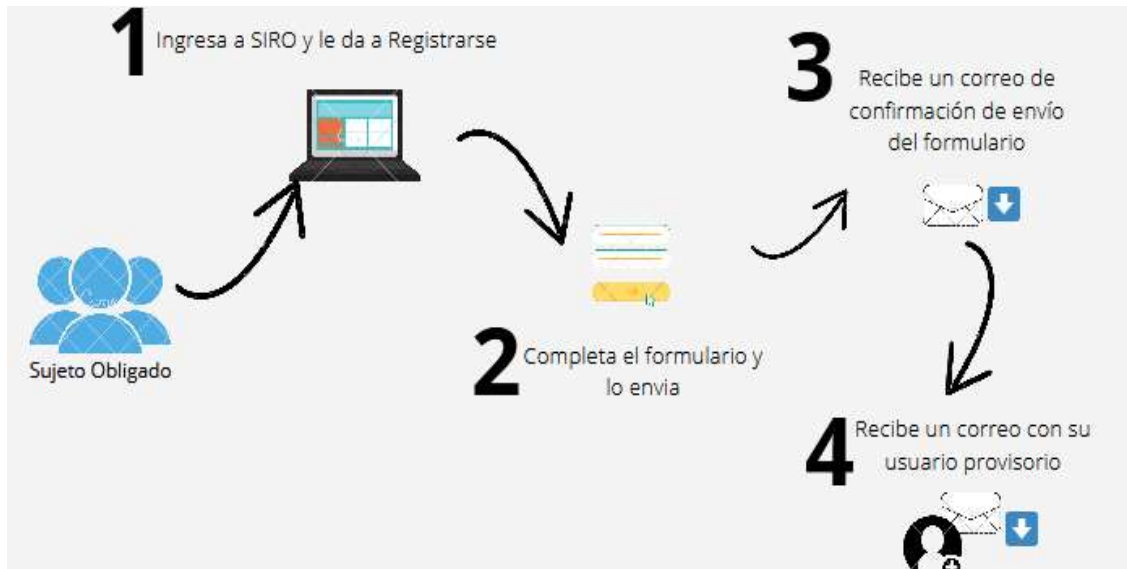 1
Ingresa a SIRO y le da a Registrarse
Sujeto Obligado
2
Completa el formulario y
lo envia
3
Recibe un correo de
confirmación de envío
del formulario
4
Recibe un correo con su
usuario provisorio